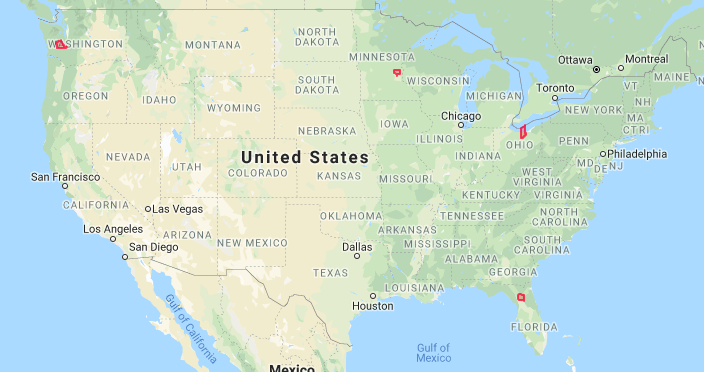 WASHINGTON
MONTANA
NORTH
DAKOTA
MINNESOTA
Ottawa
Montreal
OREGON
IDAHO
WYOMING
SOUTH
DAKOTA
WISCONSIN
MICHIGAN
Toronto
VT
MAINE
NH
NEW YORK
MA
CT RI
Chicago
IOWA
NEBRASKA
ILLINOIS
INDIANA
OHIO
PENN
Philadelphia
MD
DE
NJ
NEVADA
UTAH
COLORADO
United States
KANSAS
MISSOURI
WEST
VIRGINIA
VIRGINIA
KENTUCKY
San Francisco
CALIFORNIA
Las Vegas
OKLAHOMA
TENNESSEE
NORTH
CAROLINA
Los Angeles
ARIZONA
NEW MEXICO
ARKANSAS
MISSISSIPPI
SOUTH
CAROLINA
San Diego
Dallas
ALABAMA
GEORGIA
TEXAS
LOUISIANA
Houston
Gulf of
California
FLORIDA
Gulf of
Mexico
Mexico